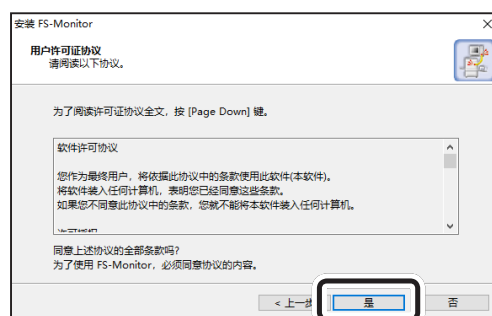 安装 FS-Monitor
用户许可证协议
请阅读以下协议。
为了阅读许可证协议全文，按 [Page Down] 键。
软件许可协议
您作为最终用户，将依据此协议中的条款使用此软件(本软件)。
将软件装入任何计算机，表明您已经同意这些条款。
如果您不同意此协议中的条款，您就不能将本软件装入任何计算机。
同意上述协议的全部条款吗?
为了使用 FS-Monitor，必须同意协议的内容。
< 上一步
是
否